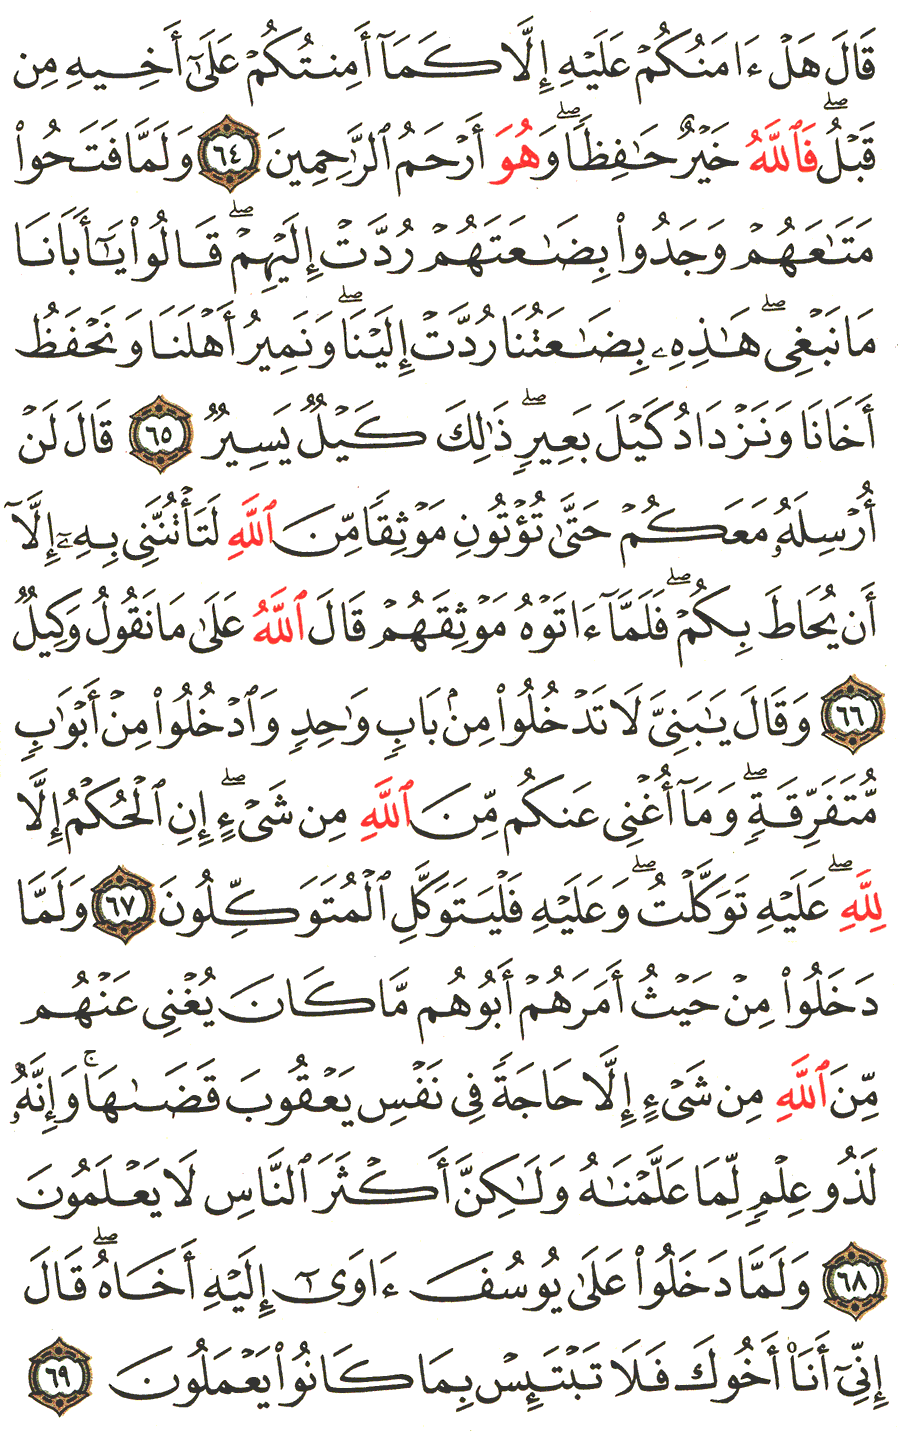 قَالَ هَلْ ءَامَنُكُمْ عَلَيْهِ إِلَّا كَمَآ أَمِنتُكُمْ عَلَىٰٓ أَخِيهِ مِن
قَبْلُ ۖ فَٱللَّهُ خَيْرٌ حَٰفِظًا ۖ وَهُوَ أَرْحَمُ ٱلرَّٰحِمِينَ ٦٤ وَلَمَّا فَتَحُوا۟
مَتَٰعَهُمْ وَجَدُوا۟ بِضَٰعَتَهُمْ رُدَّتْ إِلَيْهِمْ ۖ قَالُوا۟ يَٰٓأَبَانَا
مَا نَبْغِى ۖ هَٰذِهِۦ بِضَٰعَتُنَا رُدَّتْ إِلَيْنَا ۖ وَنَمِيرُ أَهْلَنَا وَنَحْفَظُ
أَخَانَا وَنَزْدَادُ كَيْلَ بَعِيرٍ ۖ ذَٰلِكَ كَيْلٌ يَسِيرٌ ٦٥ قَالَ لَنْ
أُرْسِلَهُۥ مَعَكُمْ حَتَّىٰ تُؤْتُونِ مَوْثِقًا مِّنَ ٱللَّهِ لَتَأْتُنَّنِى بِهِۦٓ إِلَّآ
أَن يُحَاطَ بِكُمْ ۖ فَلَمَّآ ءَاتَوْهُ مَوْثِقَهُمْ قَالَ ٱللَّهُ عَلَىٰ مَا نَقُولُ وَكِيلٌ
٦٦ وَقَالَ يَٰبَنِىَّ لَا تَدْخُلُوا۟ مِنۢ بَابٍ وَٰحِدٍ وَٱدْخُلُوا۟ مِنْ أَبْوَٰبٍ
مُّتَفَرِّقَةٍ ۖ وَمَآ أُغْنِى عَنكُم مِّنَ ٱللَّهِ مِن شَىْءٍ ۖ إِنِ ٱلْحُكْمُ إِلَّا
لِلَّهِ ۖ عَلَيْهِ تَوَكَّلْتُ ۖ وَعَلَيْهِ فَلْيَتَوَكَّلِ ٱلْمُتَوَكِّلُونَ ٦٧ وَلَمَّا
دَخَلُوا۟ مِنْ حَيْثُ أَمَرَهُمْ أَبُوهُم مَّا كَانَ يُغْنِى عَنْهُم
مِّنَ ٱللَّهِ مِن شَىْءٍ إِلَّا حَاجَةً فِى نَفْسِ يَعْقُوبَ قَضَىٰهَا ۚ وَإِنَّهُۥ
لَذُو عِلْمٍ لِّمَا عَلَّمْنَٰهُ وَلَٰكِنَّ أَكْثَرَ ٱلنَّاسِ لَا يَعْلَمُونَ
٦٨ وَلَمَّا دَخَلُوا۟ عَلَىٰ يُوسُفَ ءَاوَىٰٓ إِلَيْهِ أَخَاهُ ۖ قَالَ
إِنِّىٓ أَنَا۠ أَخُوكَ فَلَا تَبْتَئِسْ بِمَا كَانُوا۟ يَعْمَلُونَ ٦٩